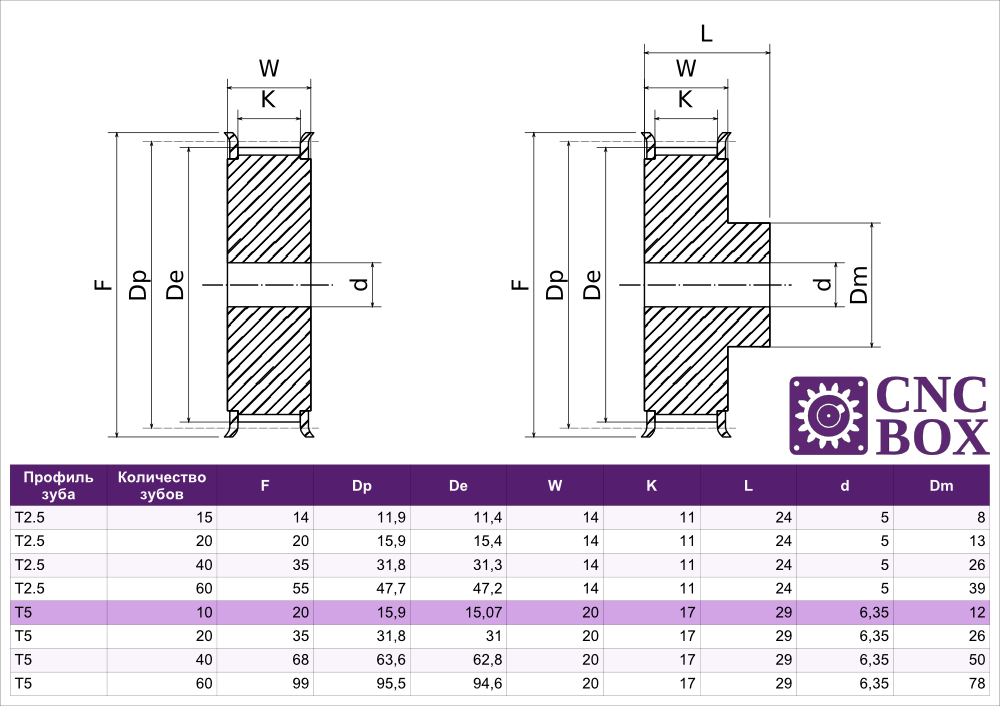 L
W
W
K
K
F
Dp
De
d
F
Dp
De
d
Dm
CNC
BOX
Профиль зуба Количество зубов F Dp De W K L d Dm
T2.5 15 14 11,9 11,4 14 11 24 5 8
T2.5 20 20 15,9 15,4 14 11 24 5 13
T2.5 40 35 31,8 31,3 14 11 24 5 26
T2.5 60 55 47,7 47,2 14 11 24 5 39
T5 10 20 15,9 15,07 20 17 29 6,35 12
T5 20 35 31,8 31 20 17 29 6,35 26
T5 40 68 63,6 62,8 20 17 29 6,35 50
T5 60 99 95,5 94,6 20 17 29 6,35 78